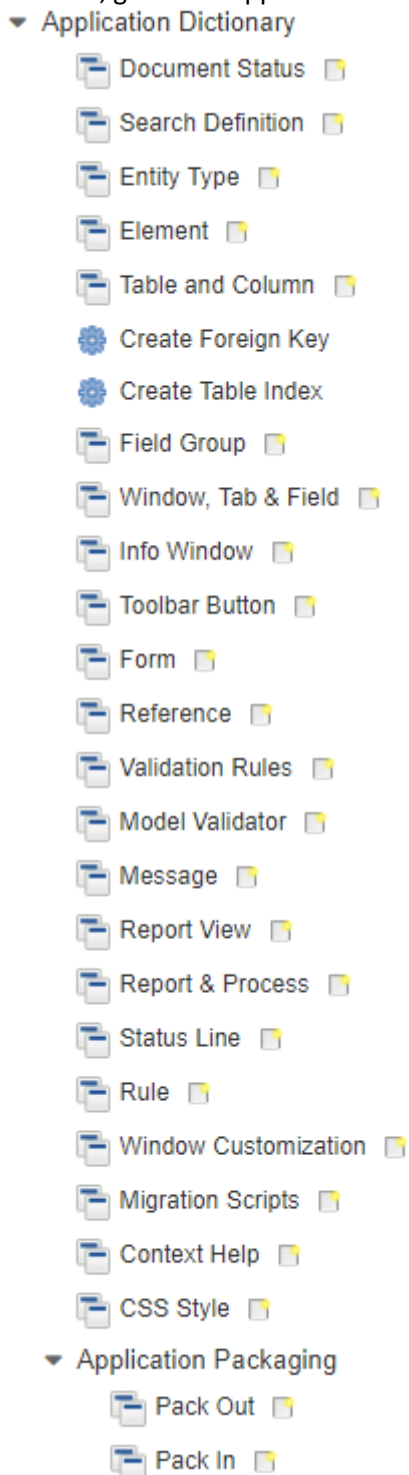 Application Dictionary
Document Status
Search Definition
Entity Type
Element
Table and Column
Create Foreign Key
Create Table Index
Field Group
Window, Tab & Field
Info Window
Toolbar Button
Form
Reference
Validation Rules
Model Validator
Message
Report View
Report & Process
Status Line
Rule
Window Customization
Migration Scripts
Context Help
CSS Style
Application Packaging
Pack Out
Pack In